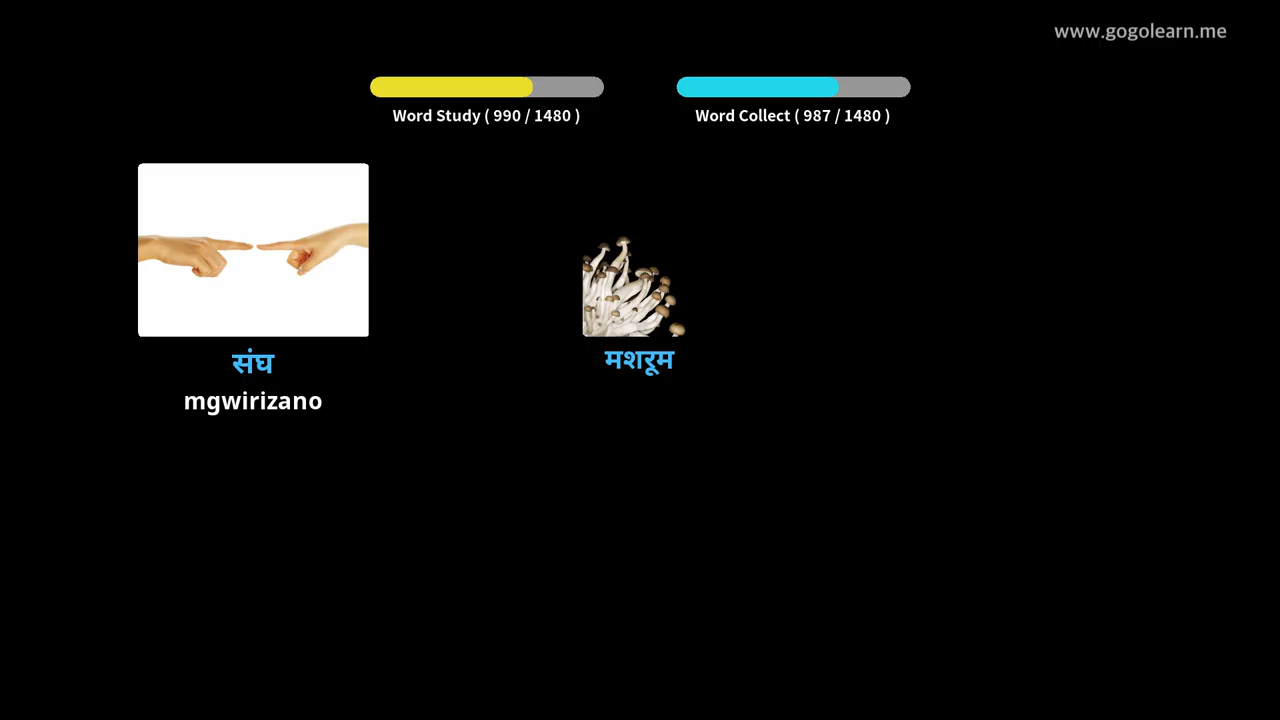 www.gogolearn.me
Word Study ( 990 / 1480 )
Word Collect ( 987 / 1480 )
संघ
mgwirizano
मशरूम